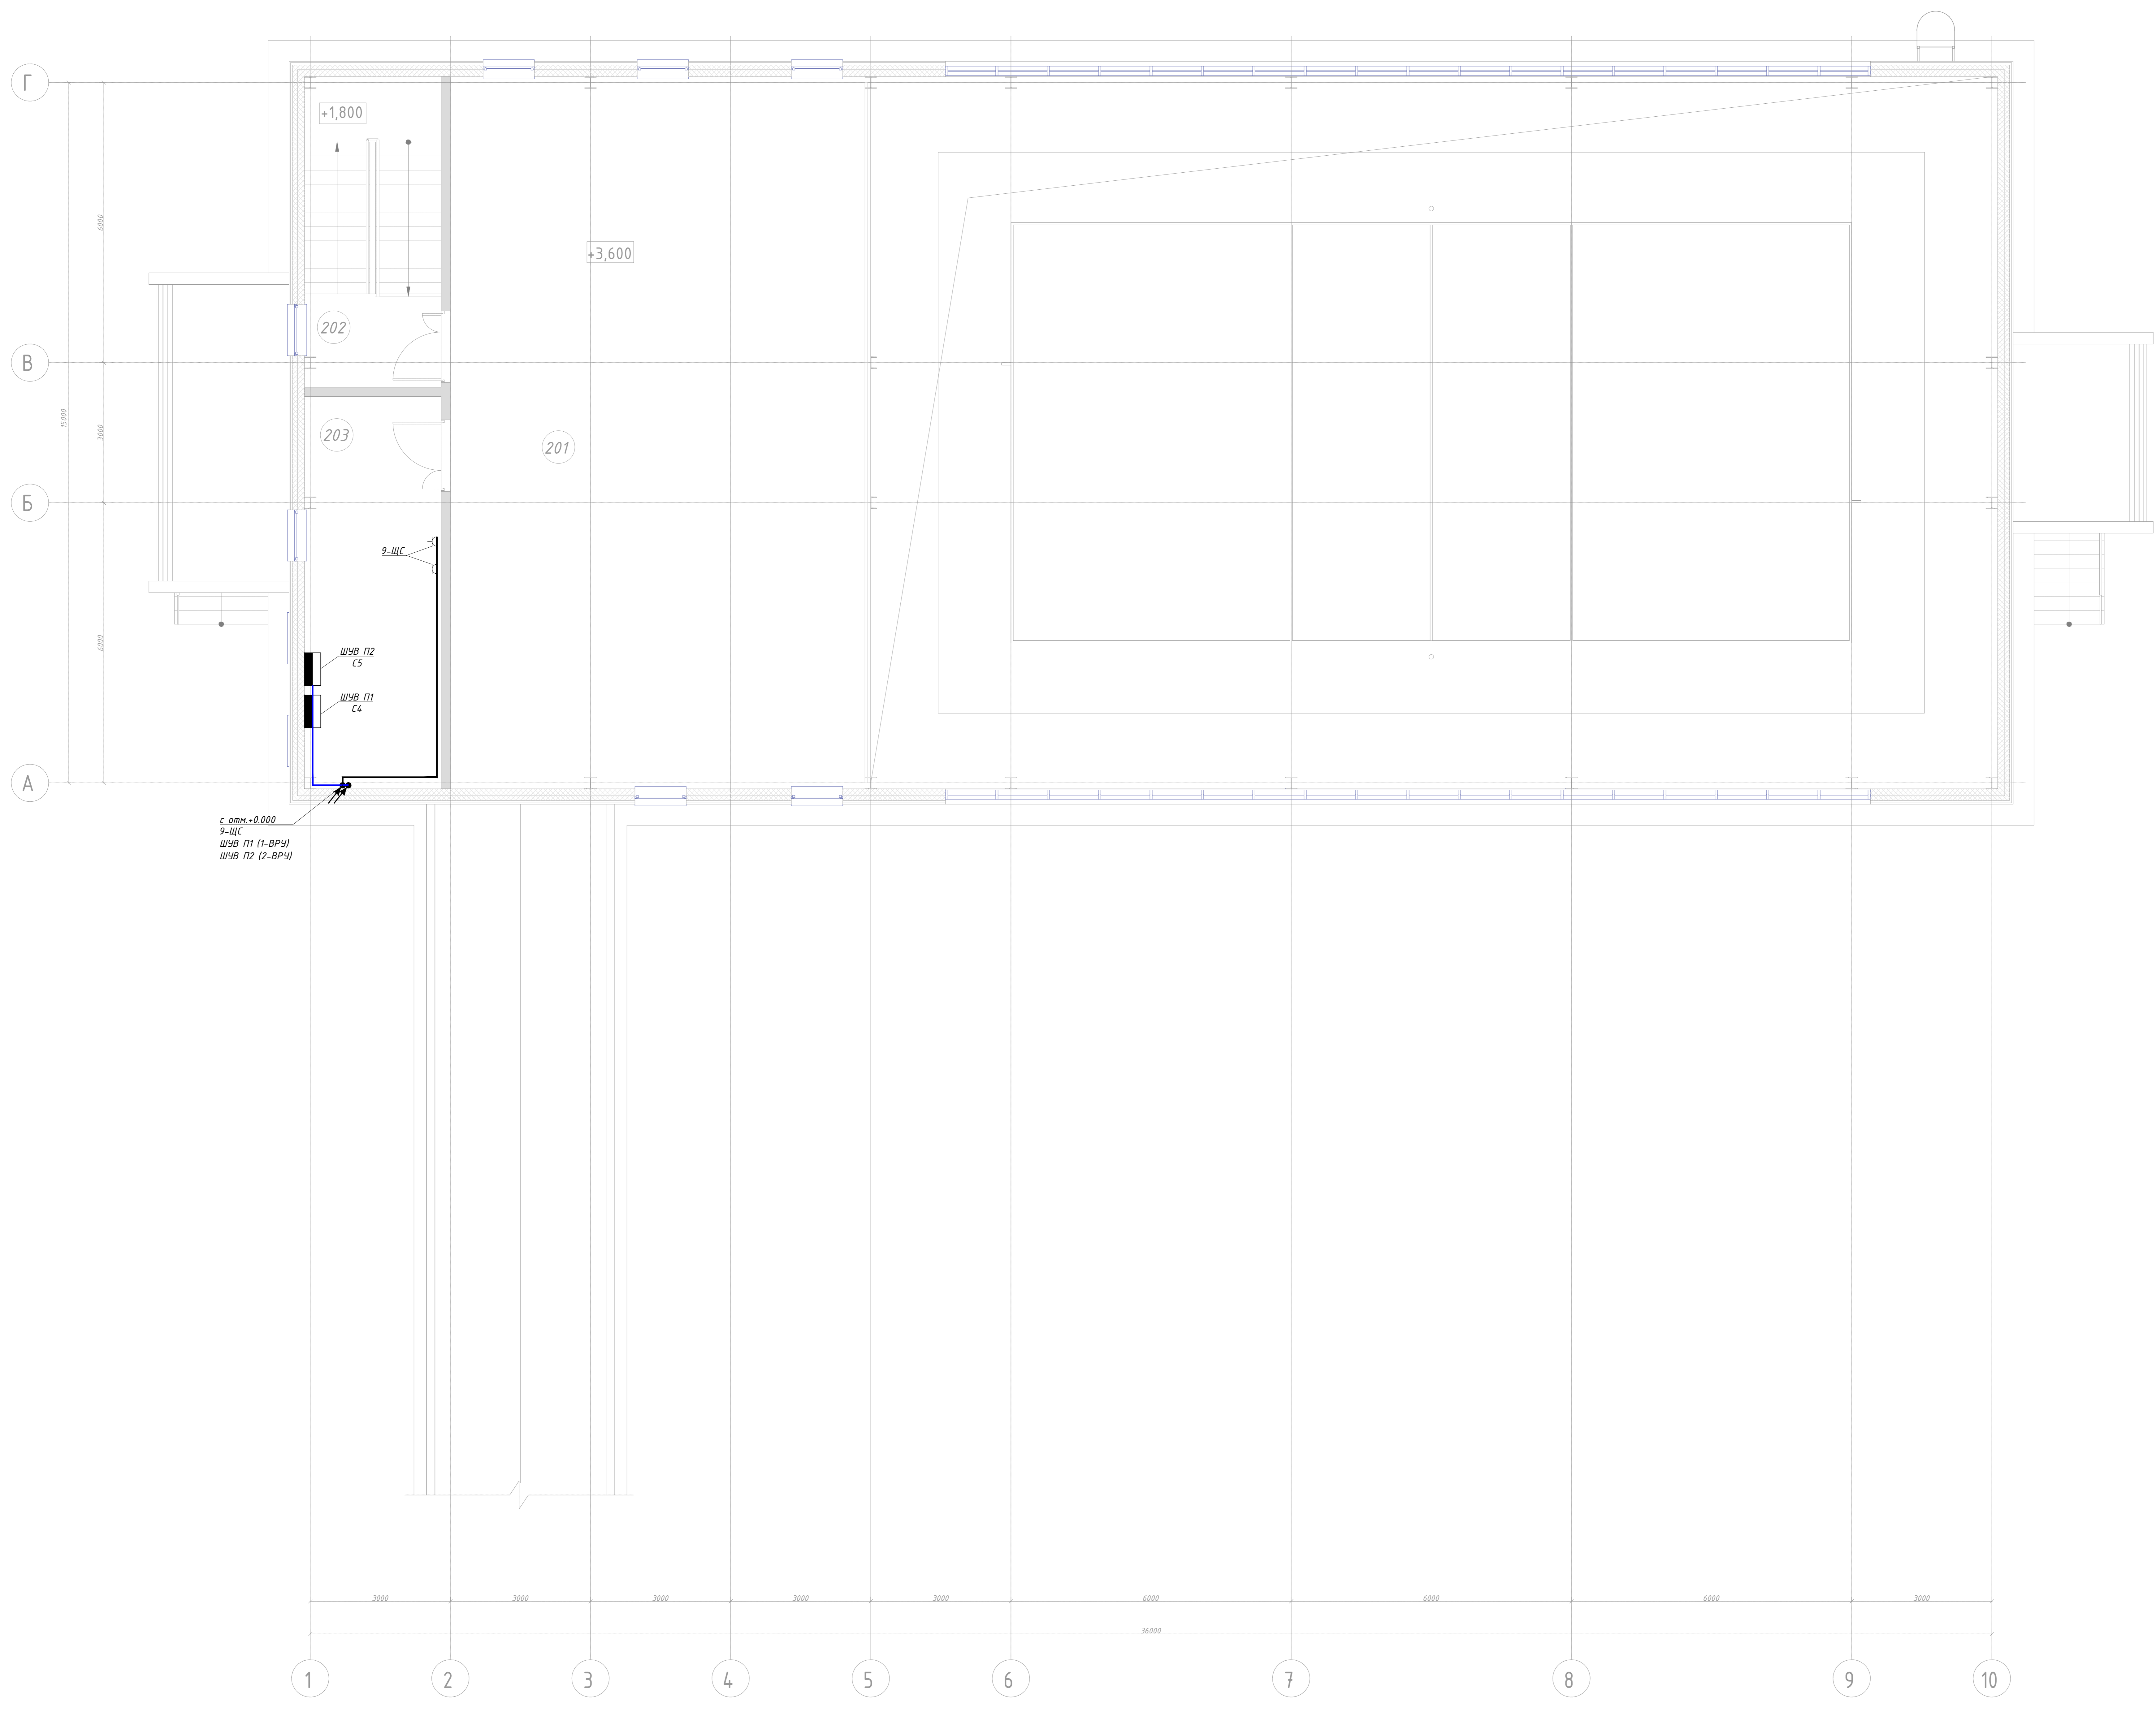 Г
+1,800
6000
+3,600
202
В
15000
3000
203
201
Б
9-ЩС
6000
ШУВ П2
С5
ШУВ П1
С4
А
с отм.+0.000
9-ЩС
ШУВ П1 (1-ВРУ)
ШУВ П2 (2-ВРУ)
3000 3000 3000 3000 3000 6000 6000 6000 3000
36000
1 2 3 4 5 6 7 8 9 10